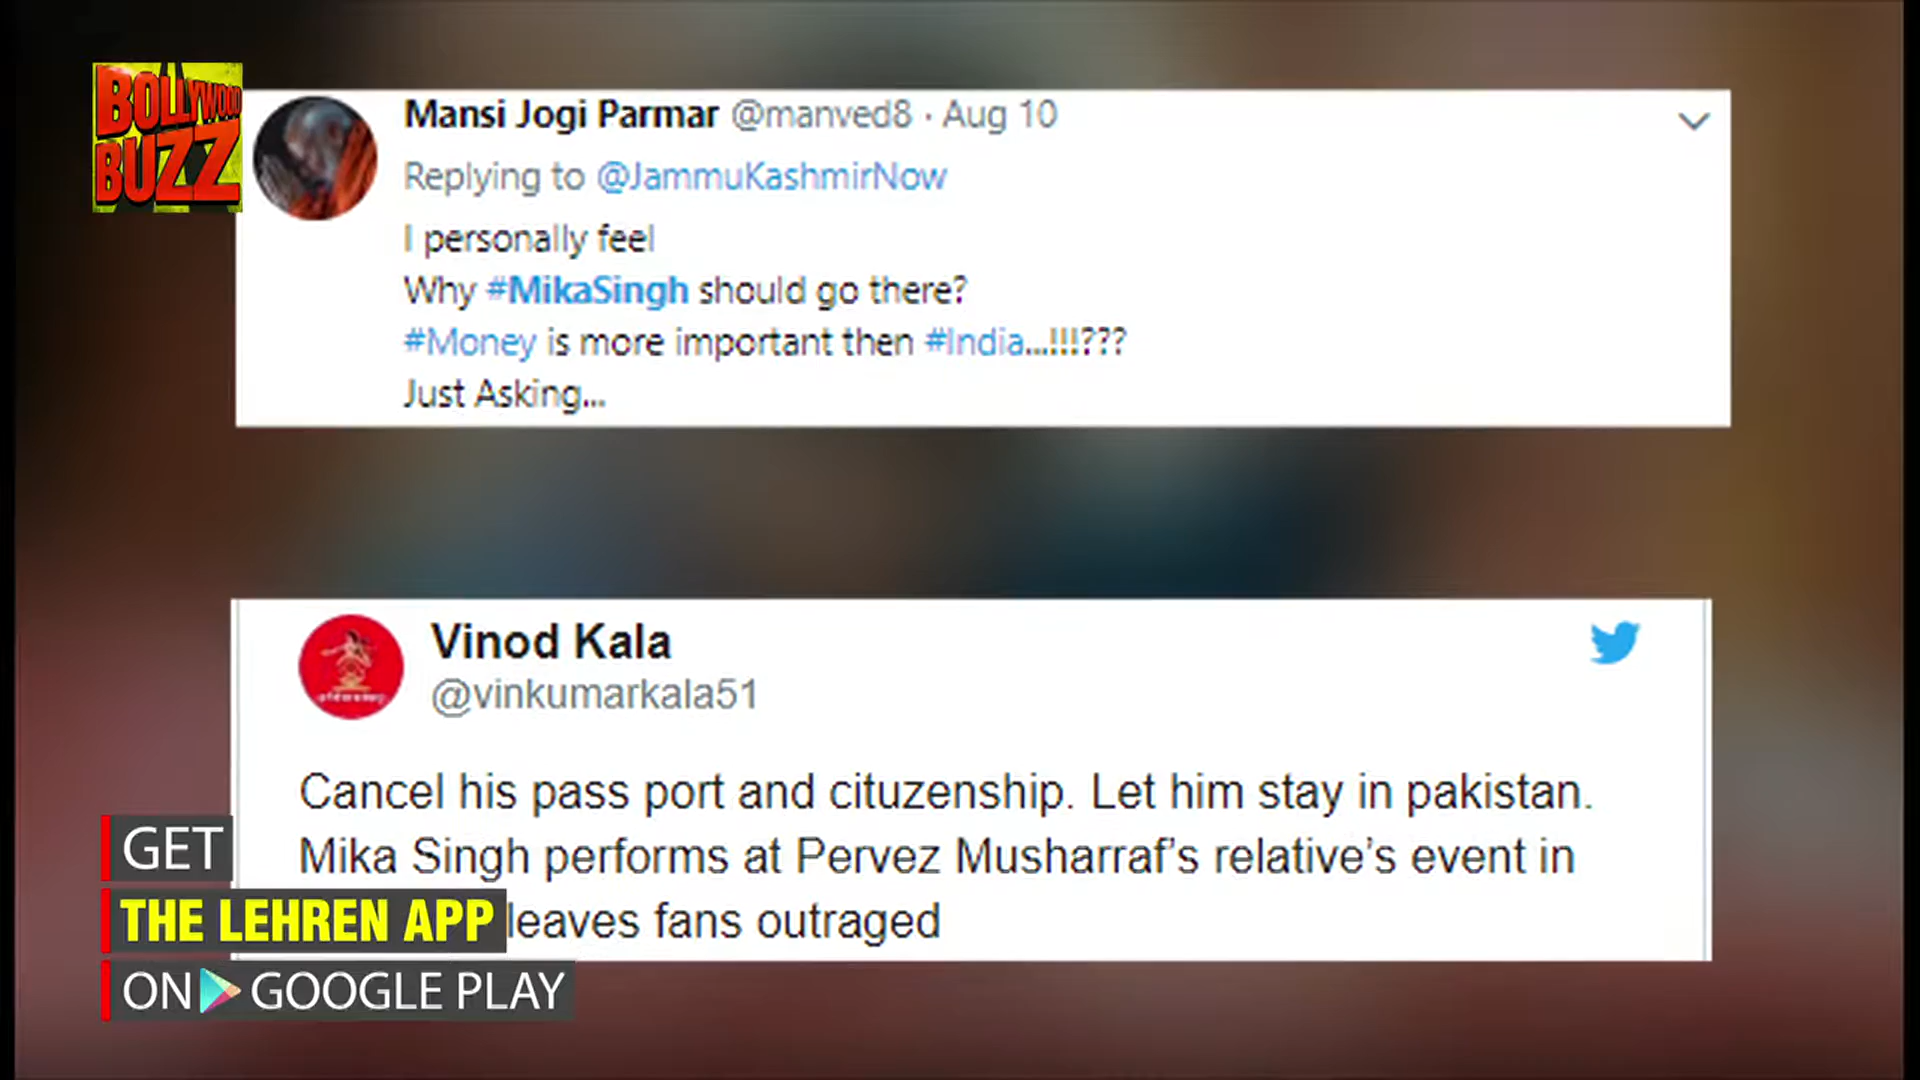 BOLLYWOOD
BUZZ
Mansi Jogi Parmar @manved8 · Aug 10
Replying to @JammuKashmirNow
I personally feel
Why #MikaSingh should go there?
#Money is more important then #India...!!!???
Just Asking...
Vinod Kala
@vinkumarkala51
Cancel his pass port and cituzenship. Let him stay in pakistan.
Mika Singh performs at Pervez Musharraf's relative's event in
leaves fans outraged
GET
THE LEHREN APP
ON GOOGLE PLAY